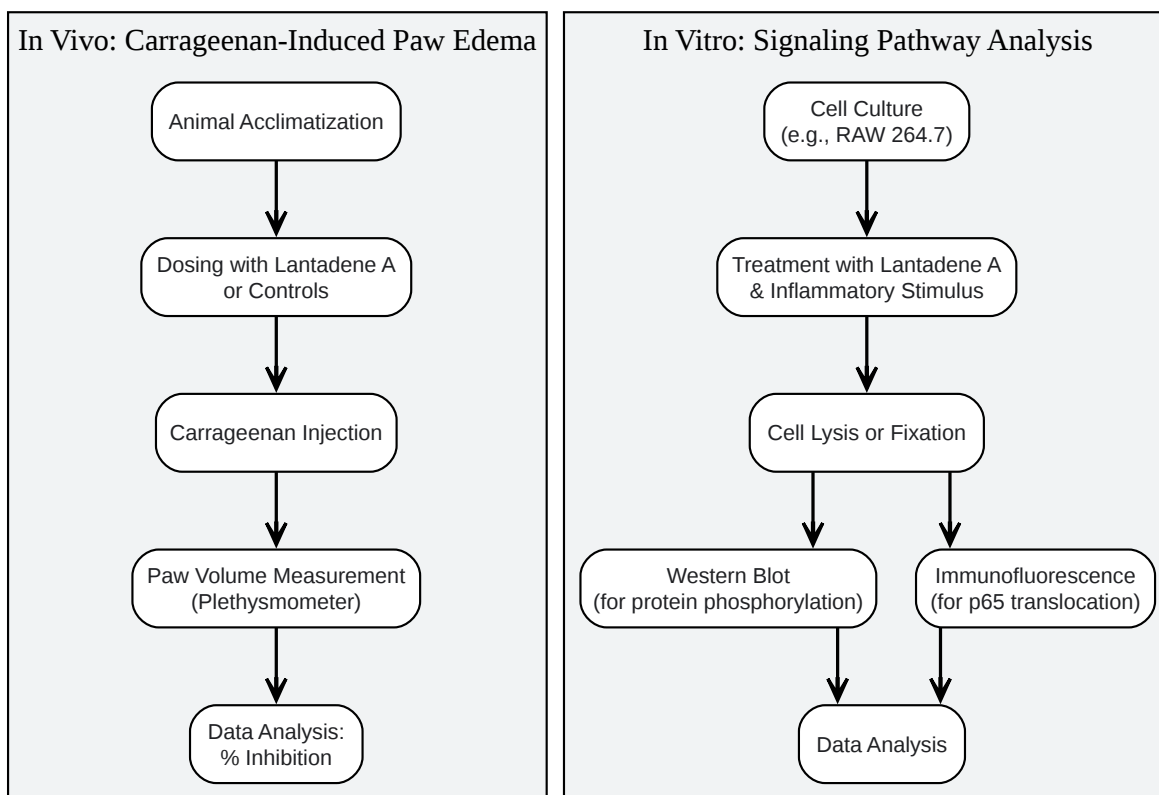 In Vivo: Carrageenan-Induced Paw Edema
Animal Acclimatization
Dosing with Lantadene A
or Controls
Carrageenan Injection
Paw Volume Measurement
(Plethysmometer)
Data Analysis:
% Inhibition
In Vitro: Signaling Pathway Analysis
Cell Culture
(e.g., RAW 264.7)
Treatment with Lantadene A
& Inflammatory Stimulus
Cell Lysis or Fixation
Western Blot
(for protein phosphorylation)
Immunofluorescence
(for p65 translocation)
Data Analysis